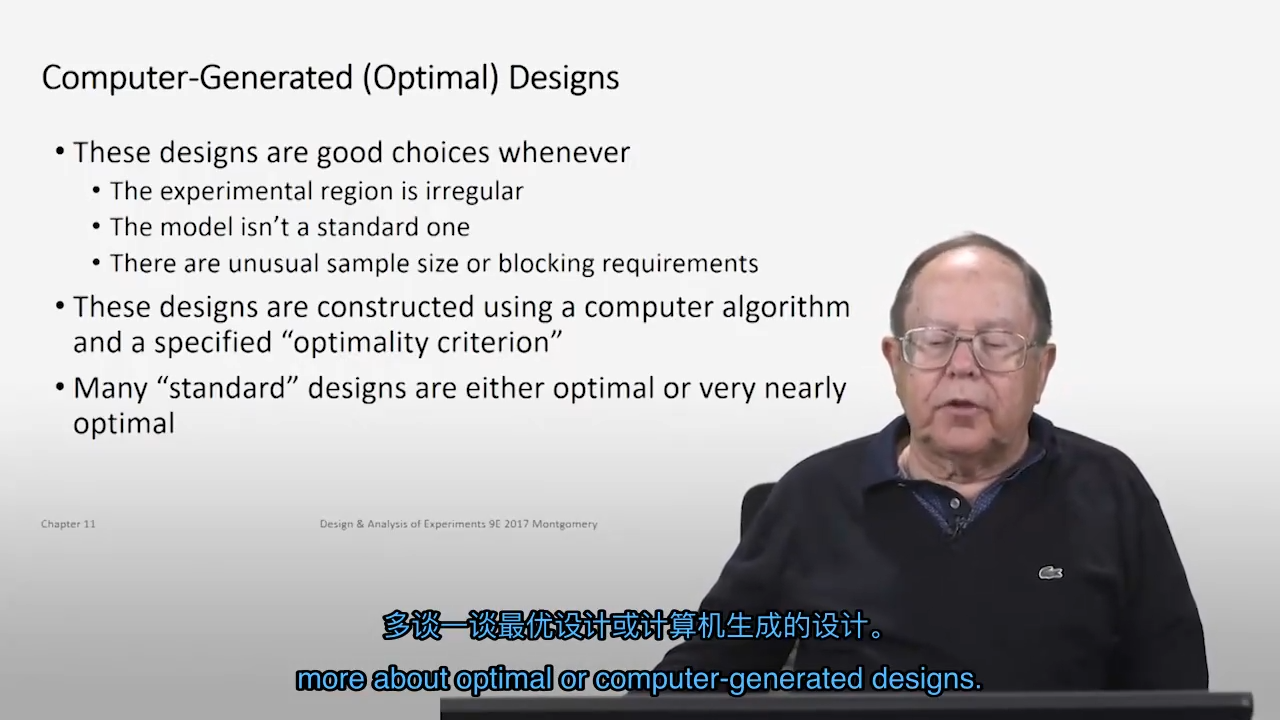 Computer-Generated (Optimal) Designs
• These designs are good choices whenever
• The experimental region is irregular
• The model isn’t a standard one
• There are unusual sample size or blocking requirements
• These designs are constructed using a computer algorithm
and a specified “optimality criterion”
• Many “standard” designs are either optimal or very nearly
optimal
Chapter 11
Design & Analysis of Experiments 9E 2017 Montgomery
多谈一谈最优设计或计算机生成的设计。
more about optimal or computer-generated designs.